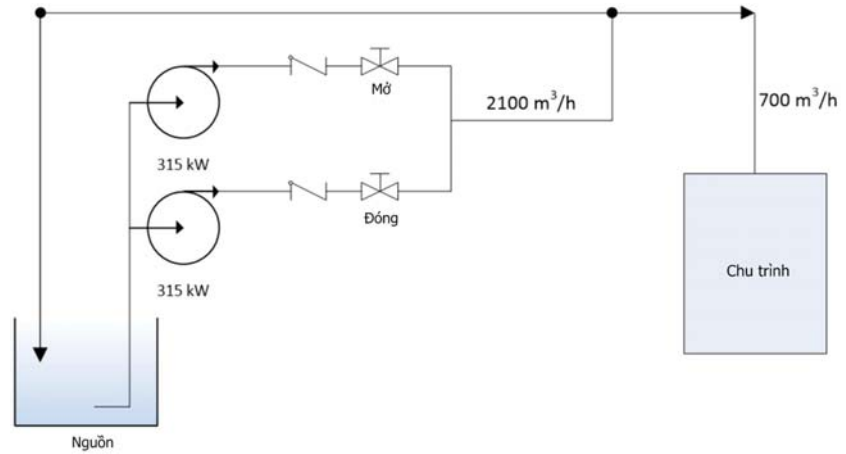 Mở
2100 m³/h
700 m³/h
315 kW
Đóng
315 kW
Chu trình
Nguồn